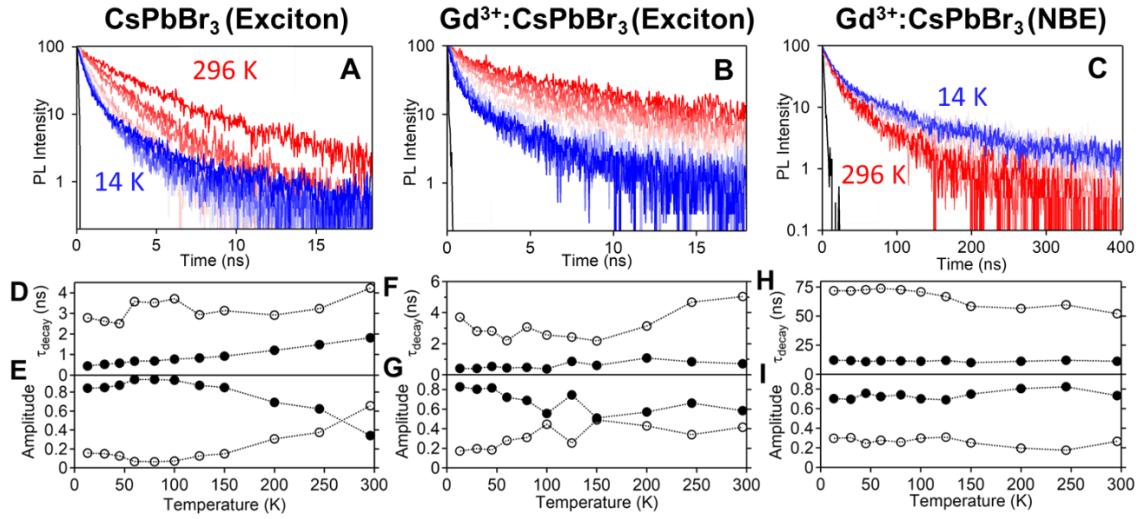 CsPbBr3 (Exciton)
Gd3+:CsPbBr3 (Exciton)
Gd3+:CsPbBr3 (NBE)
A
296 K
14 K
PL Intensity
100
10
1
0 5 10 15
Time (ns)
B
PL Intensity
100
10
1
0 5 10 15
Time (ns)
C
14 K
296 K
PL Intensity
100
10
1
0.1
0 100 200 300 400
Time (ns)
D
τdecay (ns)
4
3
2
1
0
E
Amplitude
0.8
0.6
0.4
0.2
0
0 50 100 150 200 250 300
Temperature (K)
F
τdecay (ns)
6
4
2
0
G
Amplitude
0.8
0.6
0.4
0.2
0
0 50 100 150 200 250 300
Temperature (K)
H
τdecay (ns)
75
50
25
0
I
Amplitude
0.8
0.6
0.4
0.2
0
0 50 100 150 200 250 300
Temperature (K)